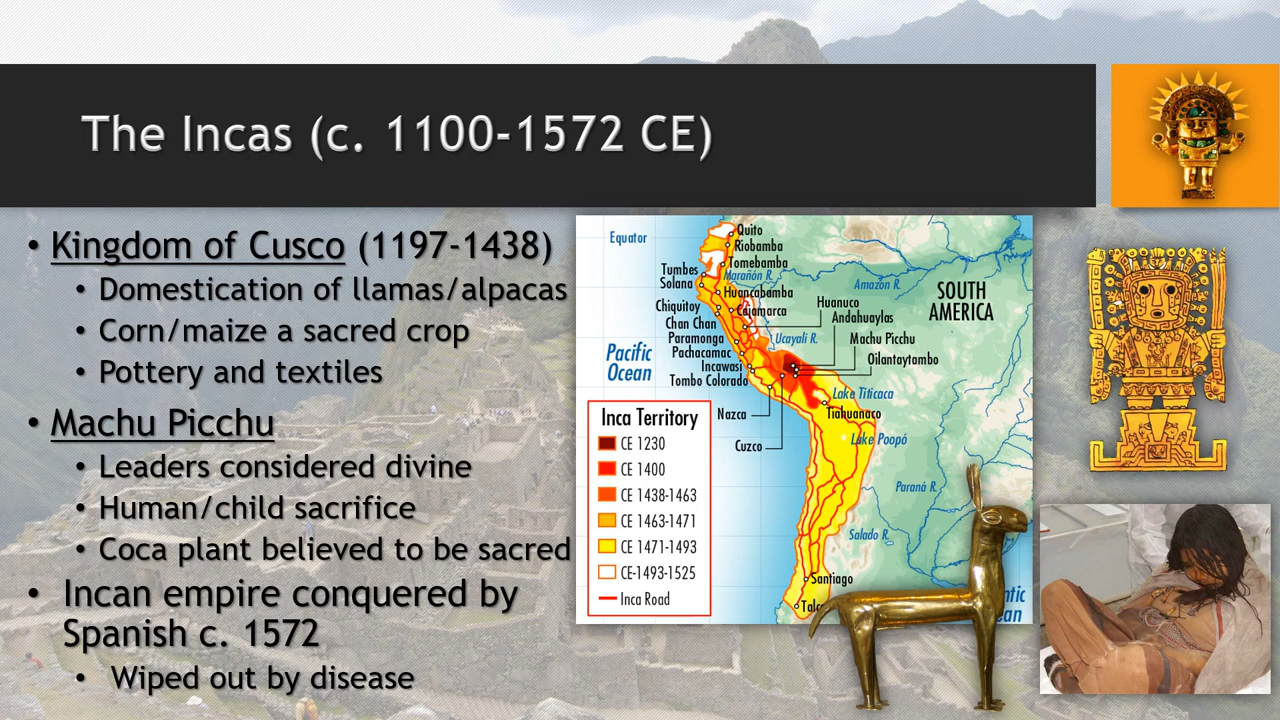 The Incas (c. 1100-1572 CE)
• Kingdom of Cusco (1197-1438)
• Domestication of llamas/alpacas
• Corn/maize a sacred crop
• Pottery and textiles
• Machu Picchu
• Leaders considered divine
• Human/child sacrifice
• Coca plant believed to be sacred
• Incan empire conquered by
Spanish c. 1572
• Wiped out by disease
Equator
Quito
Riobamba
Tomebamba
Tumbes
Solana
Marañón R.
Huancabamba
Amazon R.
SOUTH
AMERICA
Chiquitoy
Cajamarca
Huanuco
Andahuaylas
Chan Chan
Paramonga
Pachacamac
Incawasi
Tombo Colorado
Ucayali R.
Machu Picchu
Oilantaytombo
Pacific
Ocean
Nazca
Cuzco
Lake Titicaca
Tiahuanaco
Lake Poopó
Paraná R.
Salado R.
Santiago
Talca
ntic
ean
Inca Territory
CE 1230
CE 1400
CE 1438-1463
CE 1463-1471
CE 1471-1493
CE-1493-1525
Inca Road